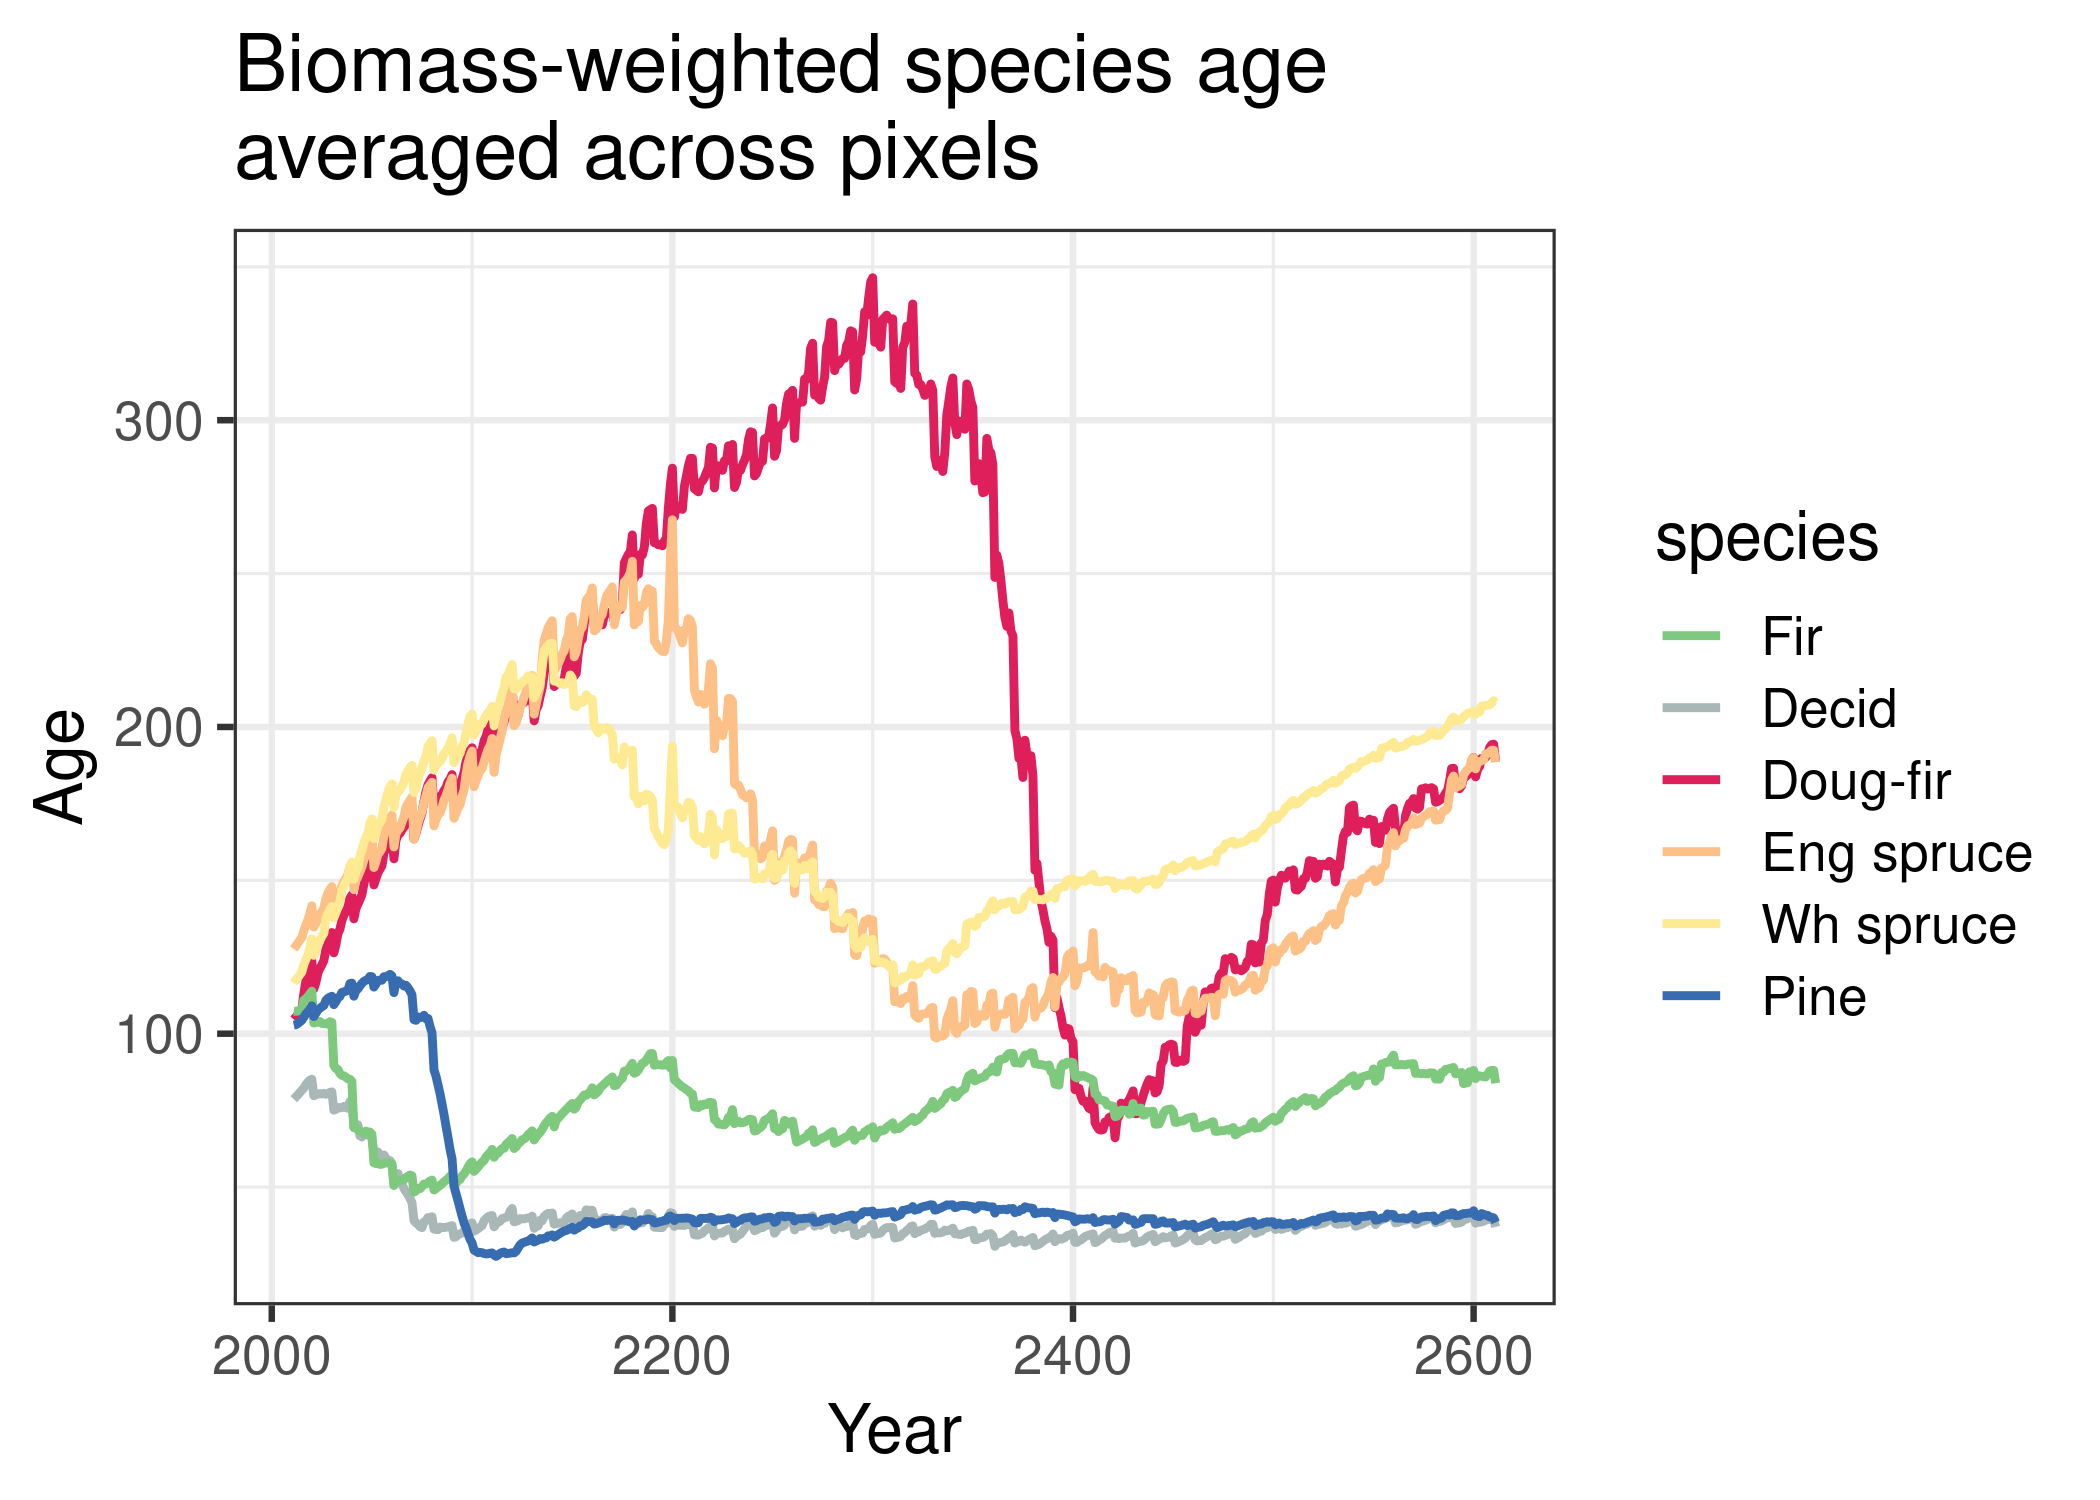 Biomass-weighted species age
averaged across pixels
Age
300
200
100
2000
2200
2400
2600
Year
species
Fir
Decid
Doug-fir
Eng spruce
Wh spruce
Pine